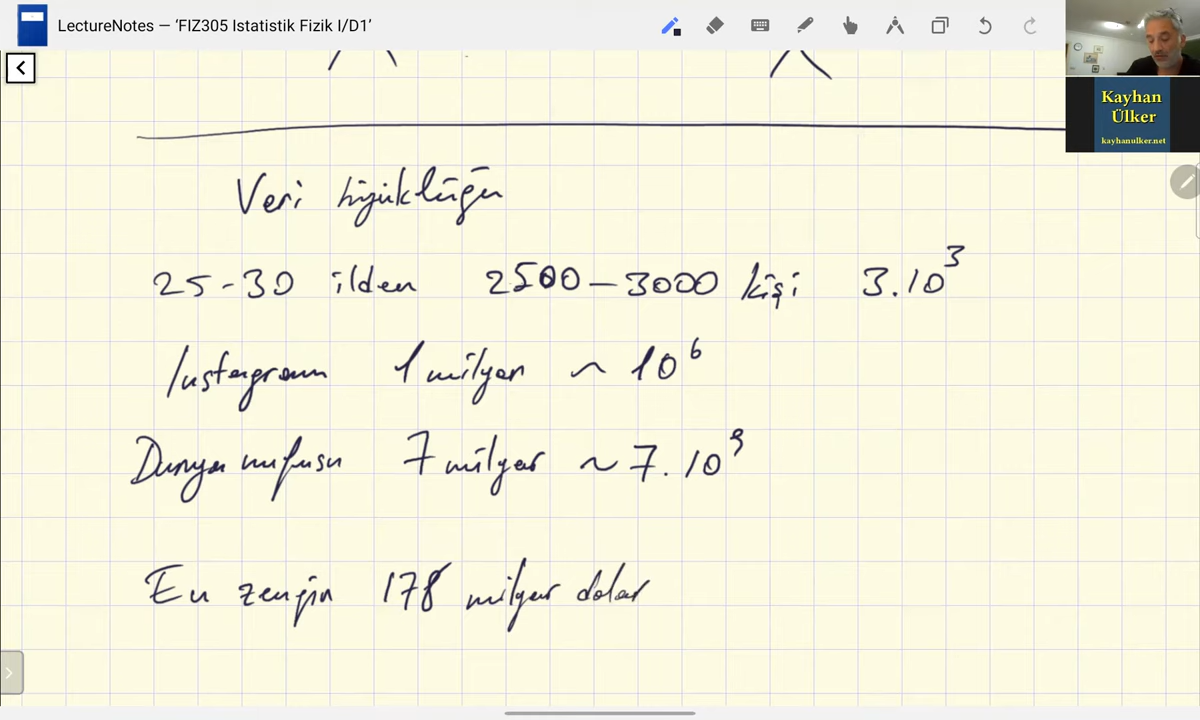 LectureNotes — ‘FIZ305 Istatistik Fizik I/D1’
Kayhan
Ülker
kayhanulker.net
Veri büyüklüğü
25-30 ilden 2500-3000 kişi 3.10³
Instagram 1 milyon ~ 10⁶
Dunya nufusu 7 milyar ~ 7.10⁹
En zengin 178 milyar dolar